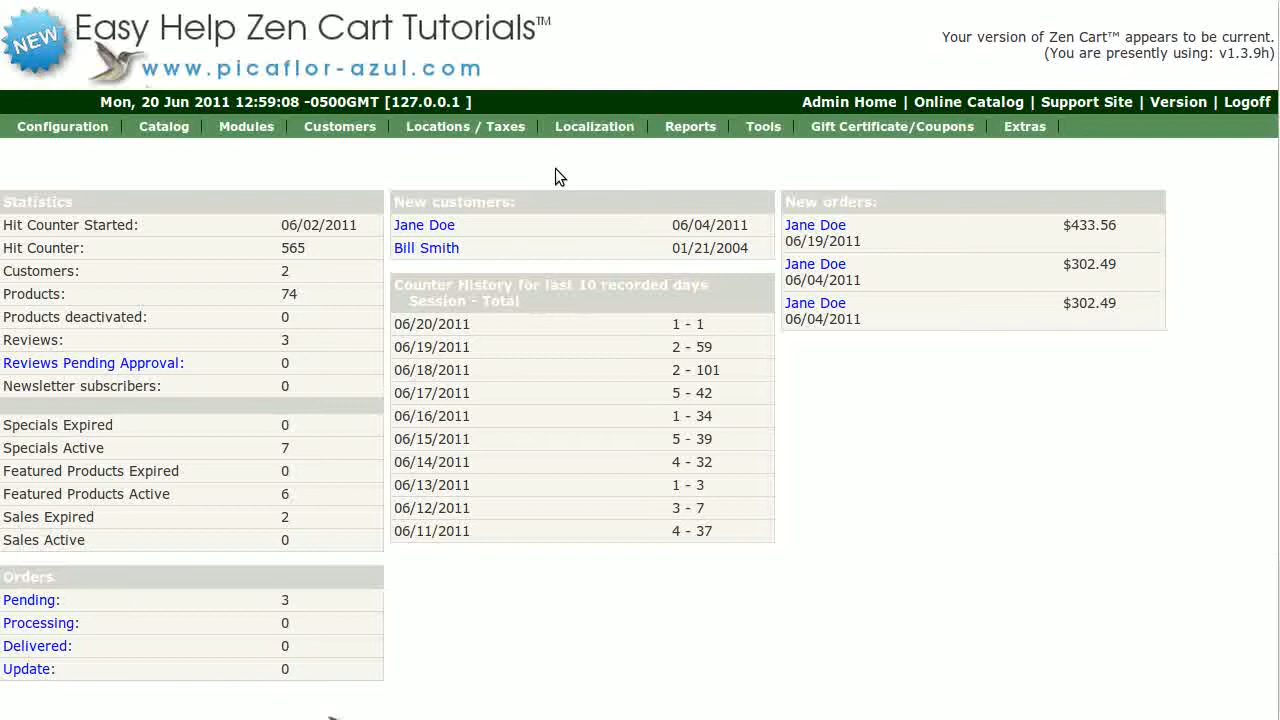 NEW
Easy Help Zen Cart Tutorials™
www.picaflor-azul.com
Your version of Zen Cart™ appears to be current.
(You are presently using: v1.3.9h)
Mon, 20 Jun 2011 12:59:08 -0500GMT [127.0.0.1 ]
Admin Home | Online Catalog | Support Site | Version | Logoff
Configuration | Catalog | Modules | Customers | Locations / Taxes | Localization | Reports | Tools | Gift Certificate/Coupons | Extras |
Statistics
Hit Counter Started: 06/02/2011
Hit Counter: 565
Customers: 2
Products: 74
Products deactivated: 0
Reviews: 3
Reviews Pending Approval: 0
Newsletter subscribers: 0
Specials Expired 0
Specials Active 7
Featured Products Expired 0
Featured Products Active 6
Sales Expired 2
Sales Active 0
Orders
Pending: 3
Processing: 0
Delivered: 0
Update: 0
New customers:
Jane Doe 06/04/2011
Bill Smith 01/21/2004
Counter History for last 10 recorded days
Session - Total
06/20/2011 1 - 1
06/19/2011 2 - 59
06/18/2011 2 - 101
06/17/2011 5 - 42
06/16/2011 1 - 34
06/15/2011 5 - 39
06/14/2011 4 - 32
06/13/2011 1 - 3
06/12/2011 3 - 7
06/11/2011 4 - 37
New orders:
Jane Doe $433.56
06/19/2011
Jane Doe $302.49
06/04/2011
Jane Doe $302.49
06/04/2011